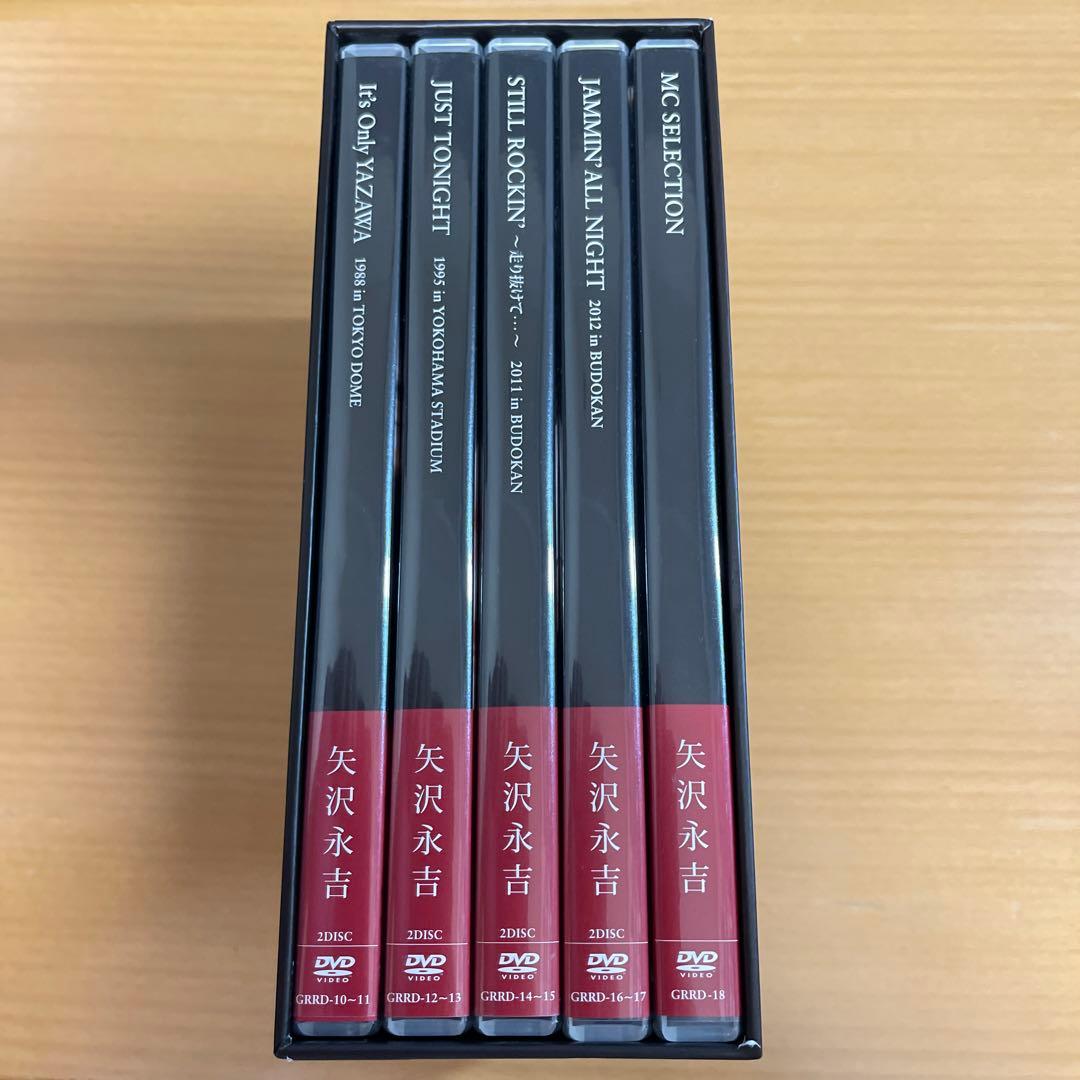 It's Only YAZAWA 1988 in TOKYO DOME
矢沢永吉
2DISC
DVD
VIDEO
GRRD-10~11
JUST TONIGHT 1995 in YOKOHAMA STADIUM
矢沢永吉
2DISC
DVD
VIDEO
GRRD-12~13
STILL ROCKIN' ～走り抜けて…～ 2011 in BUDOKAN
矢沢永吉
2DISC
DVD
VIDEO
GRRD-14~15
JAMMIN' ALL NIGHT 2012 in BUDOKAN
矢沢永吉
2DISC
DVD
VIDEO
GRRD-16~17
MC SELECTION
矢沢永吉
DVD
VIDEO
GRRD-18